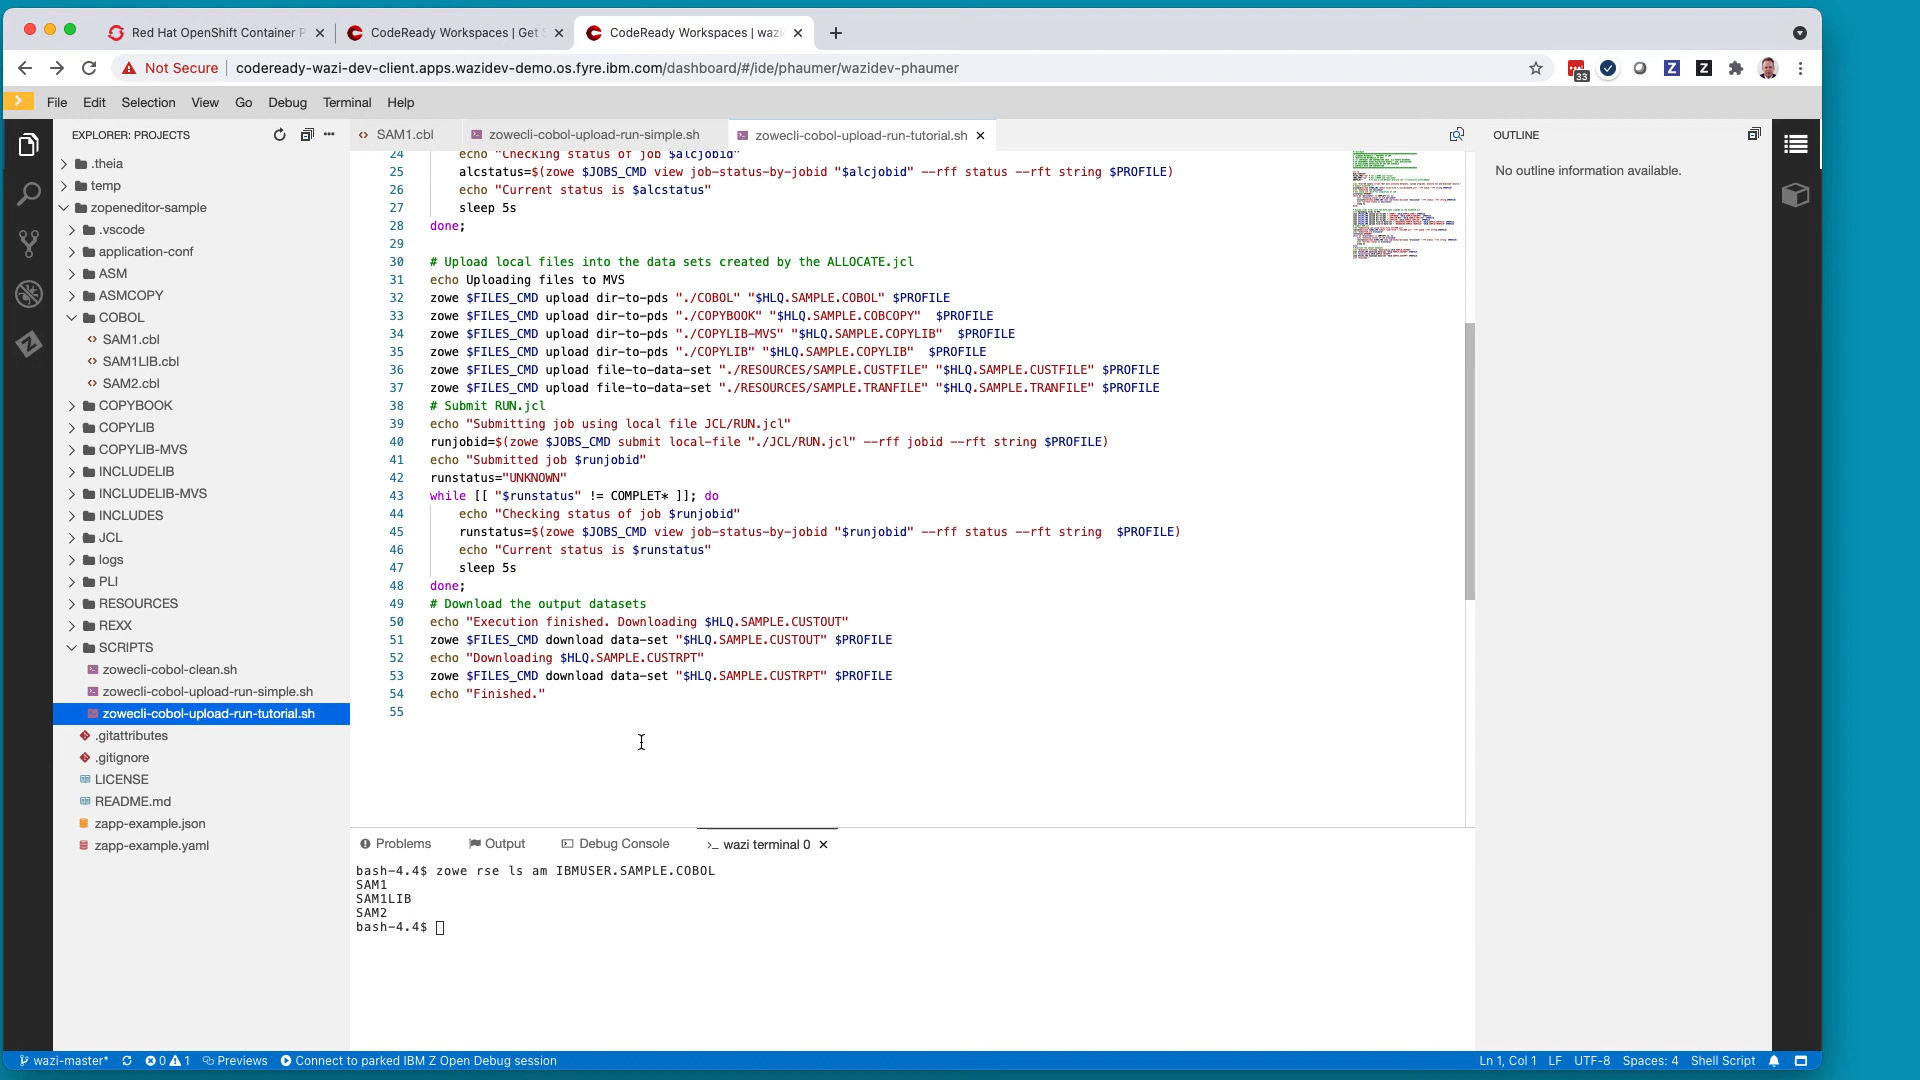 Red Hat OpenShift Container P
CodeReady Workspaces | Get S
CodeReady Workspaces | wazi
Not Secure
codeready-wazi-dev-client.apps.wazidev-demo.os.fyre.ibm.com/dashboard/#/ide/phaumer/wazidev-phaumer
33
Z
Z
File Edit Selection View Go Debug Terminal Help
EXPLORER: PROJECTS
SAM1.cbl
zowecli-cobol-upload-run-simple.sh
zowecli-cobol-upload-run-tutorial.sh
OUTLINE
No outline information available.
.theia
temp
zopeneditor-sample
.vscode
application-conf
ASM
ASMCOPY
COBOL
SAM1.cbl
SAM1LIB.cbl
SAM2.cbl
COPYBOOK
COPYLIB
COPYLIB-MVS
INCLUDELIB
INCLUDELIB-MVS
INCLUDES
JCL
logs
PLI
RESOURCES
REXX
SCRIPTS
zowecli-cobol-clean.sh
zowecli-cobol-upload-run-simple.sh
zowecli-cobol-upload-run-tutorial.sh
.gitattributes
.gitignore
LICENSE
README.md
zapp-example.json
zapp-example.yaml
24 echo "Checking status of job $alcjobid"
25 alcstatus=$(zowe $JOBS_CMD view job-status-by-jobid "$alcjobid" --rff status --rft string $PROFILE)
26 echo "Current status is $alcstatus"
27 sleep 5s
28 done;
29
30 # Upload local files into the data sets created by the ALLOCATE.jcl
31 echo Uploading files to MVS
32 zowe $FILES_CMD upload dir-to-pds "./COBOL" "$HLQ.SAMPLE.COBOL" $PROFILE
33 zowe $FILES_CMD upload dir-to-pds "./COPYBOOK" "$HLQ.SAMPLE.COBCOPY"  $PROFILE
34 zowe $FILES_CMD upload dir-to-pds "./COPYLIB-MVS" "$HLQ.SAMPLE.COPYLIB"  $PROFILE
35 zowe $FILES_CMD upload dir-to-pds "./COPYLIB" "$HLQ.SAMPLE.COPYLIB"  $PROFILE
36 zowe $FILES_CMD upload file-to-data-set "./RESOURCES/SAMPLE.CUSTFILE" "$HLQ.SAMPLE.CUSTFILE" $PROFILE
37 zowe $FILES_CMD upload file-to-data-set "./RESOURCES/SAMPLE.TRANFILE" "$HLQ.SAMPLE.TRANFILE" $PROFILE
38 # Submit RUN.jcl
39 echo "Submitting job using local file JCL/RUN.jcl"
40 runjobid=$(zowe $JOBS_CMD submit local-file "./JCL/RUN.jcl" --rff jobid --rft string $PROFILE)
41 echo "Submitted job $runjobid"
42 runstatus="UNKNOWN"
43 while [[ "$runstatus" != COMPLET* ]]; do
44 echo "Checking status of job $runjobid"
45 runstatus=$(zowe $JOBS_CMD view job-status-by-jobid "$runjobid" --rff status --rft string  $PROFILE)
46 echo "Current status is $runstatus"
47 sleep 5s
48 done;
49 # Download the output datasets
50 echo "Execution finished. Downloading $HLQ.SAMPLE.CUSTOUT"
51 zowe $FILES_CMD download data-set "$HLQ.SAMPLE.CUSTOUT" $PROFILE
52 echo "Downloading $HLQ.SAMPLE.CUSTRPT"
53 zowe $FILES_CMD download data-set "$HLQ.SAMPLE.CUSTRPT" $PROFILE
54 echo "Finished."
55
Problems Output Debug Console >_ wazi terminal 0
bash-4.4$ zowe rse ls am IBMUSER.SAMPLE.COBOL
SAM1
SAM1LIB
SAM2
bash-4.4$
wazi-master* 0 1 Previews Connect to parked IBM Z Open Debug session
Ln 1, Col 1 LF UTF-8 Spaces: 4 Shell Script